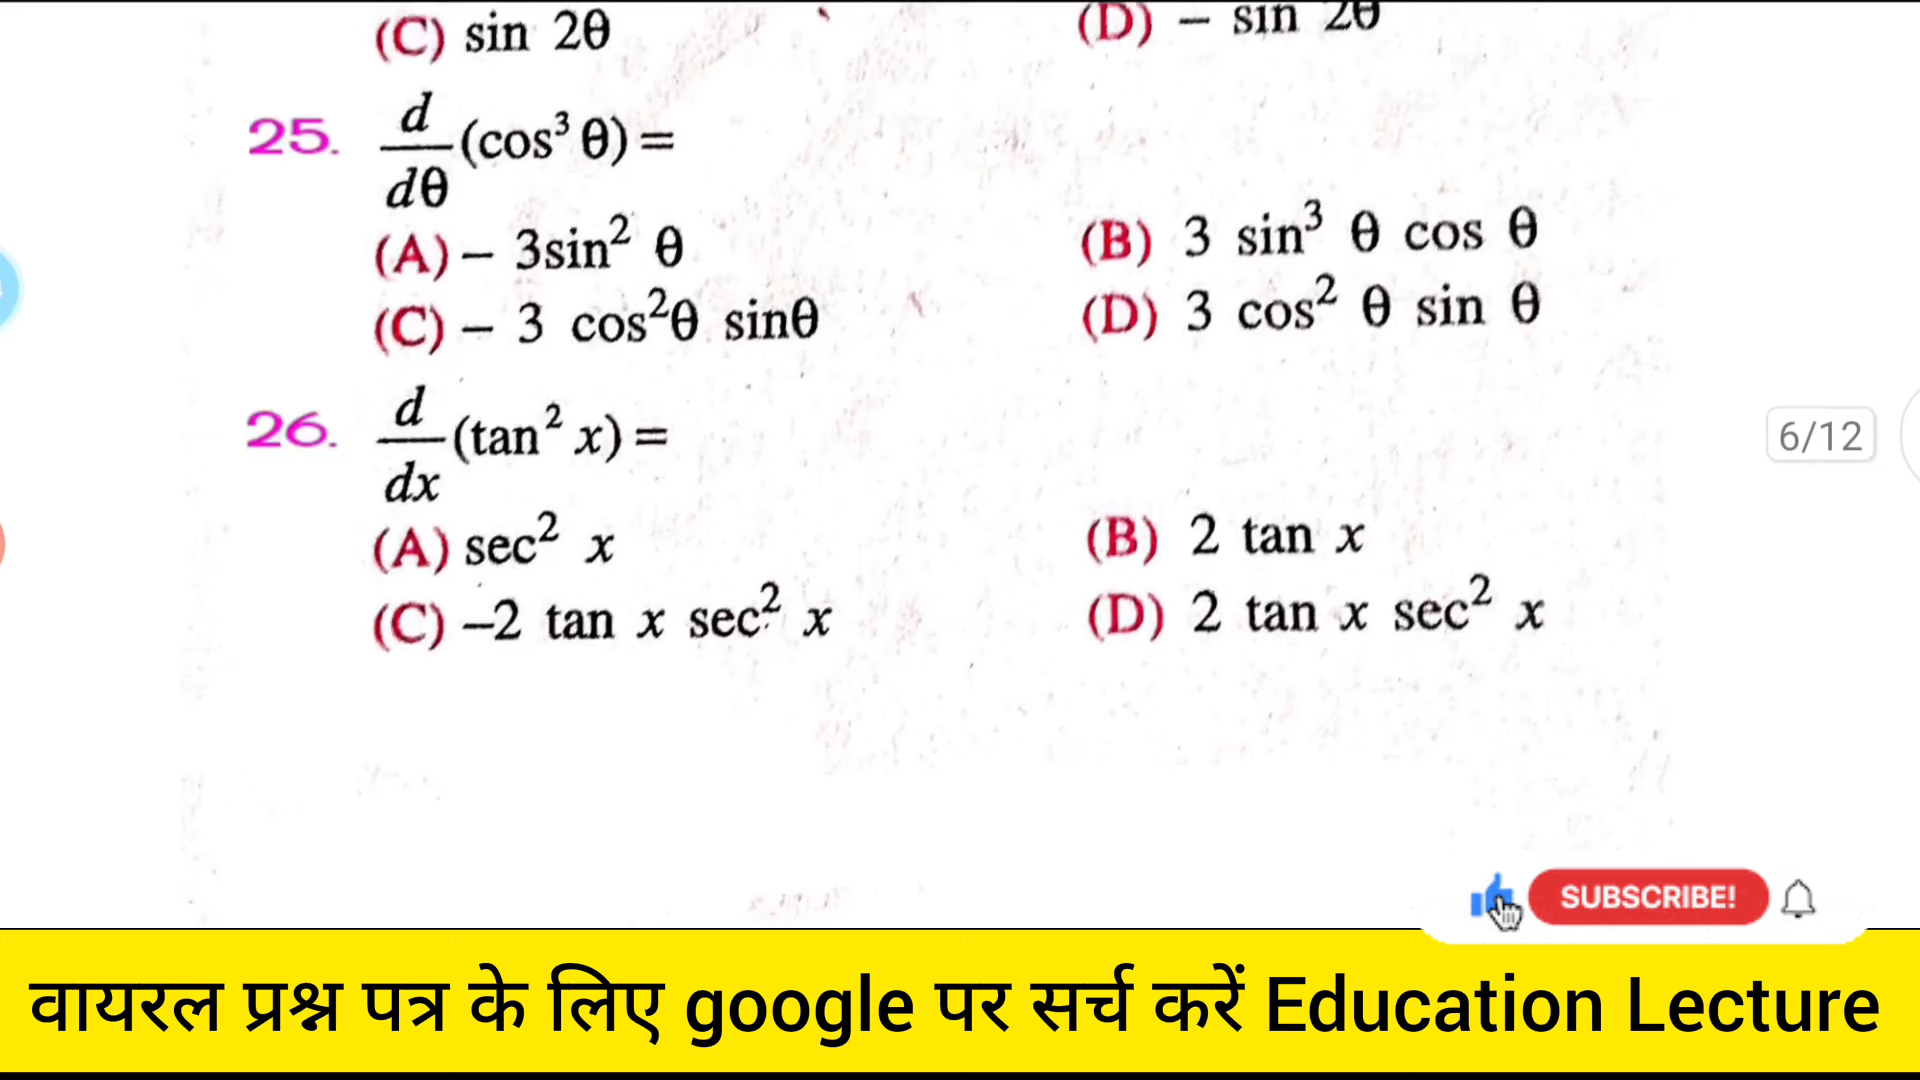 (C) sin 2θ (D) – sin 2θ
25. d/dθ (cos³ θ) =
(A) – 3sin² θ (B) 3 sin³ θ cos θ
(C) – 3 cos²θ sinθ (D) 3 cos² θ sin θ
26. d/dx (tan² x) =
(A) sec² x (B) 2 tan x
(C) –2 tan x sec² x (D) 2 tan x sec² x
6/12
SUBSCRIBE!
वायरल प्रश्न पत्र के लिए google पर सर्च करें Education Lecture